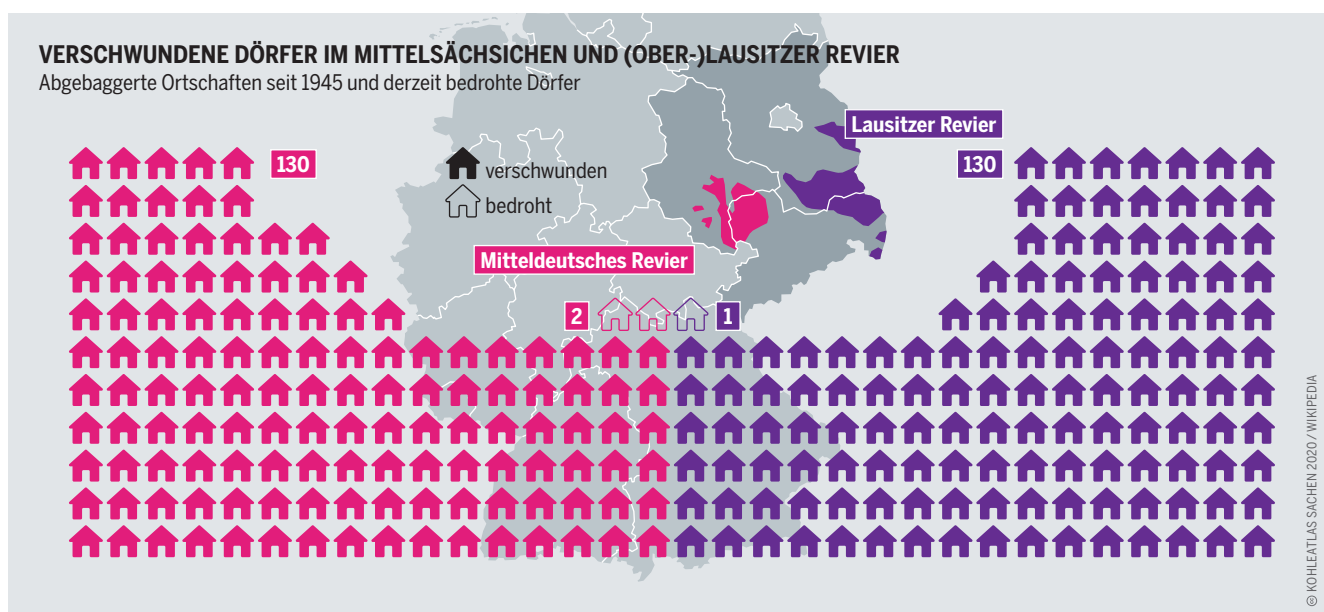 VERSCHWUNDENE DÖRFER IM MITTELSÄCHSICHEN UND (OBER-)LAUSITZER REVIER
Abgebaggerte Ortschaften seit 1945 und derzeit bedrohte Dörfer
Lausitzer Revier
130
verschwunden
130
bedroht
Mitteldeutsches Revier
2
1
KOHLEATLAS SACHEN 2020 / WIKIPEDIA